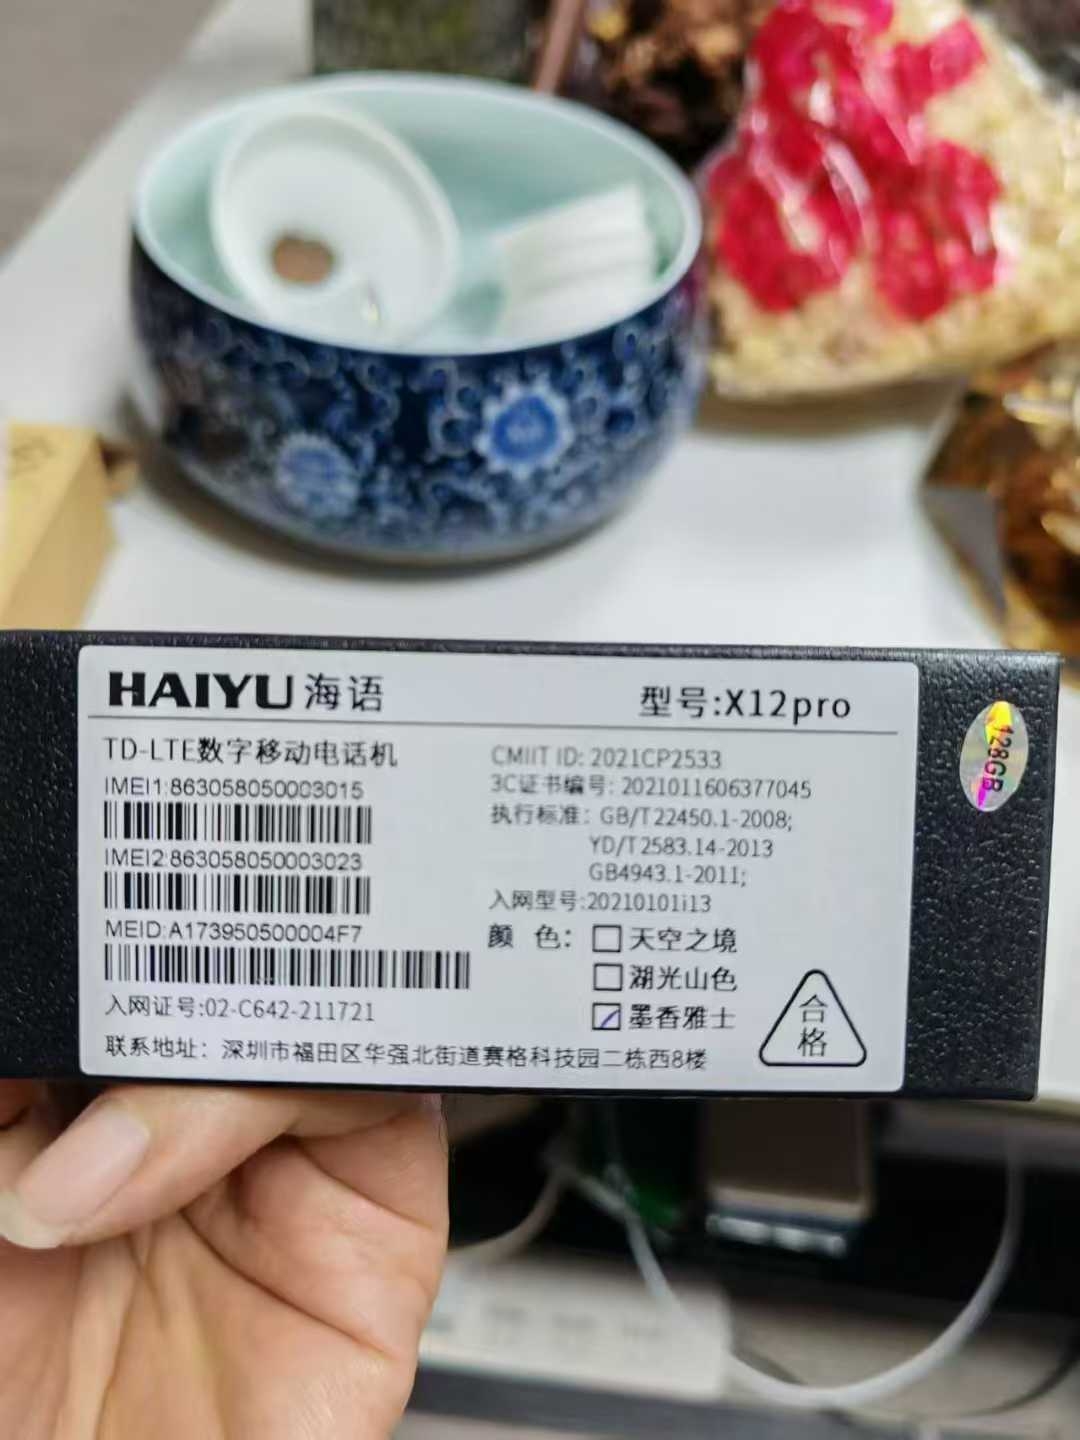 HAIYU 海语 型号:X12pro
TD-LTE数字移动电话机
IMEI1:863058050003015
IMEI2:863058050003023
MEID:A173950500004F7
入网证号:02-C642-211721
CMIIT ID: 2021CP2533
3C证书编号: 2021011606377045
执行标准: GB/T22450.1-2008;
YD/T2583.14-2013
GB4943.1-2011;
入网型号:20210101i13
颜 色: 天空之境
湖光山色
墨香雅士
合格
联系地址: 深圳市福田区华强北街道赛格科技园二栋西8楼
128GB